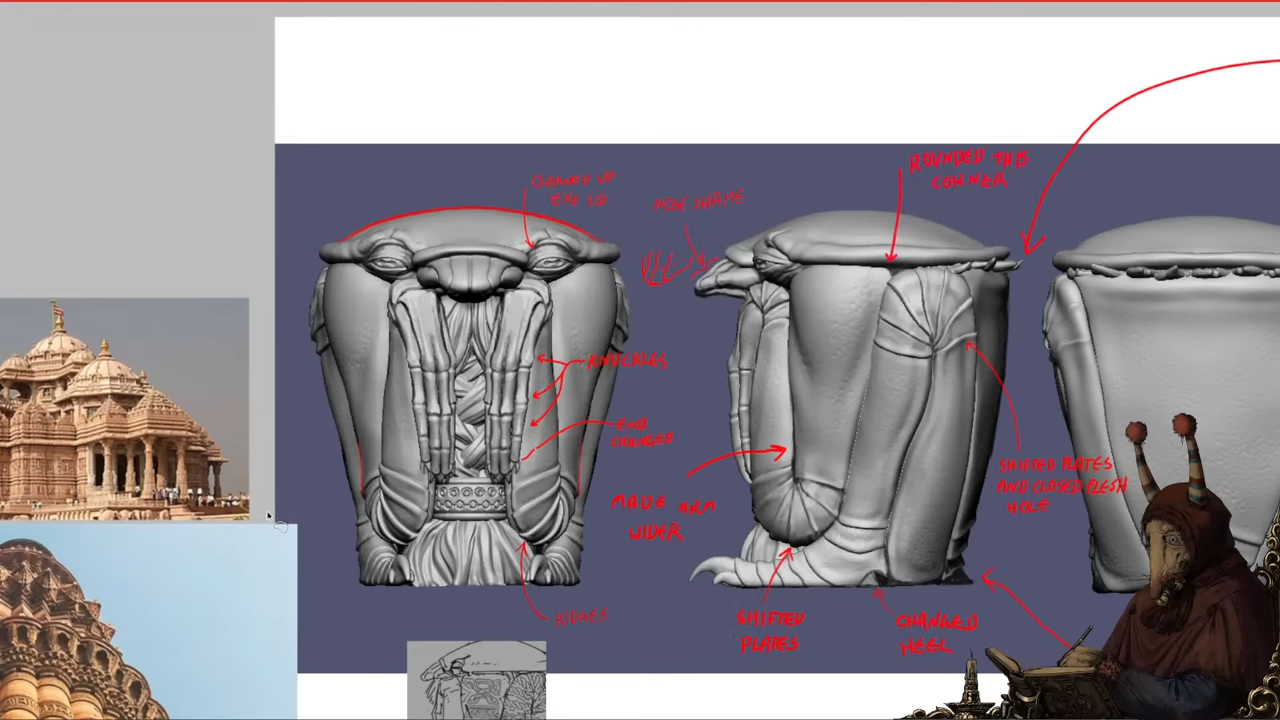 CLEANED UP
EYE LID
NOSE SHAPE
ROUNDED THIS
CORNER
KNUCKLES
END
CHANGED
MADE ARM
WIDER
SHIFTED PLATES
AND CLOSED FLESH
HOLE
RIDGES
SHIFTED
PLATES
CHANGED
HEEL